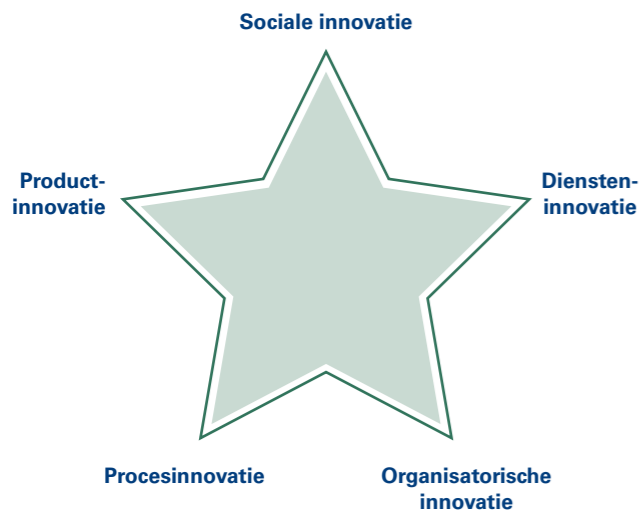 Sociale innovatie
Product-
innovatie
Diensten-
innovatie
Procesinnovatie
Organisatorische
innovatie